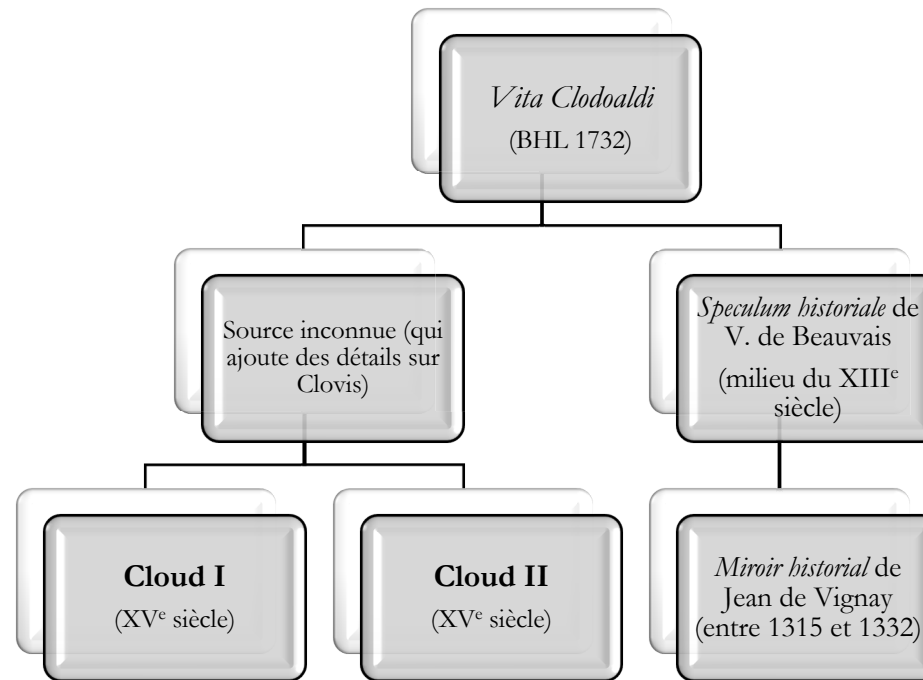 Vita Clodoaldi
(BHL 1732)
Source inconnue (qui
ajoute des détails sur
Clovis)
Speculum historiale de
V. de Beauvais
(milieu du XIIIe
siècle)
Cloud I
(XVe siècle)
Cloud II
(XVe siècle)
Miroir historial de
Jean de Vignay
(entre 1315 et 1332)